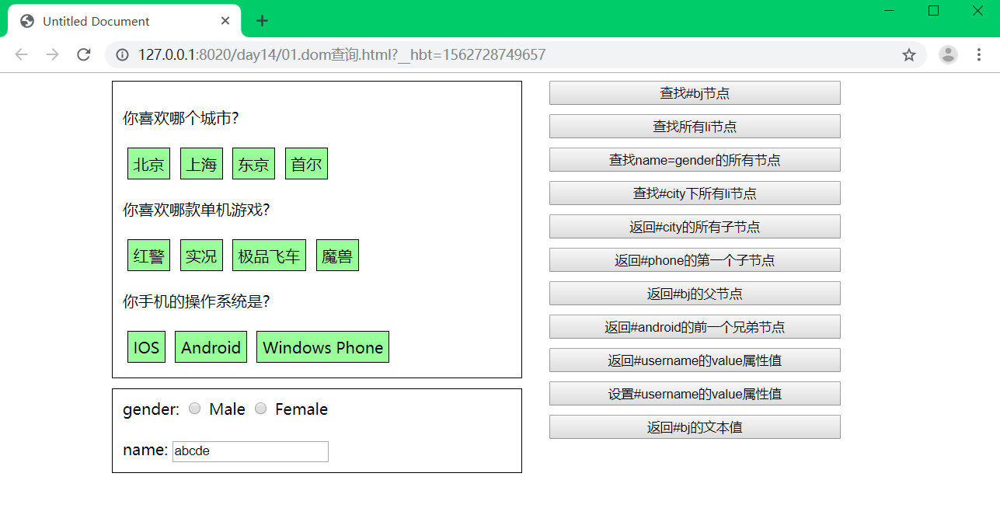 Untitled Document
127.0.0.1:8020/day14/01.dom查询.html?__hbt=1562728749657
你喜欢哪个城市?
北京 上海 东京 首尔
你喜欢哪款单机游戏?
红警 实况 极品飞车 魔兽
你手机的操作系统是?
IOS Android Windows Phone
gender: Male Female
name: abcde
查找#bj节点
查找所有li节点
查找name=gender的所有节点
查找#city下所有li节点
返回#city的所有子节点
返回#phone的第一个子节点
返回#bj的父节点
返回#android的前一个兄弟节点
返回#username的value属性值
设置#username的value属性值
返回#bj的文本值